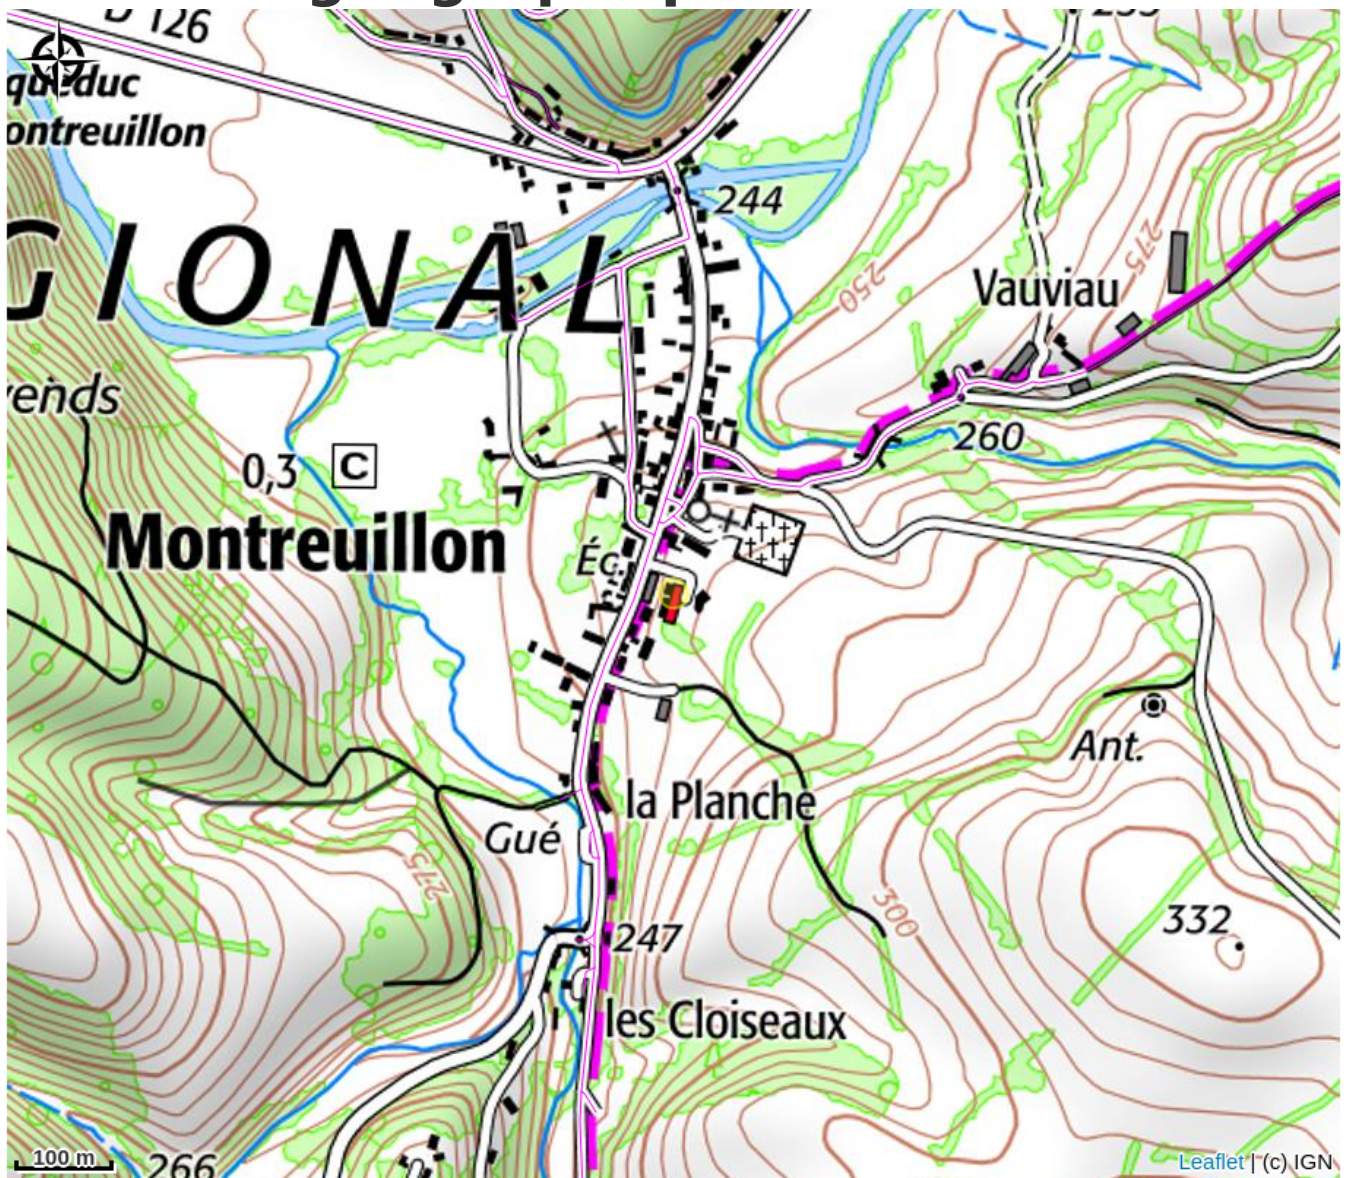 D 126
queduc
ontreuillon
244
GIONAL
275
Vauviau
250
vends
0,3 C
260
Montreuillon
Éc.
Ant.
la Planche
Gué
275
300
332
247
les Cloiseaux
100 m
266
Leaflet | (c) IGN